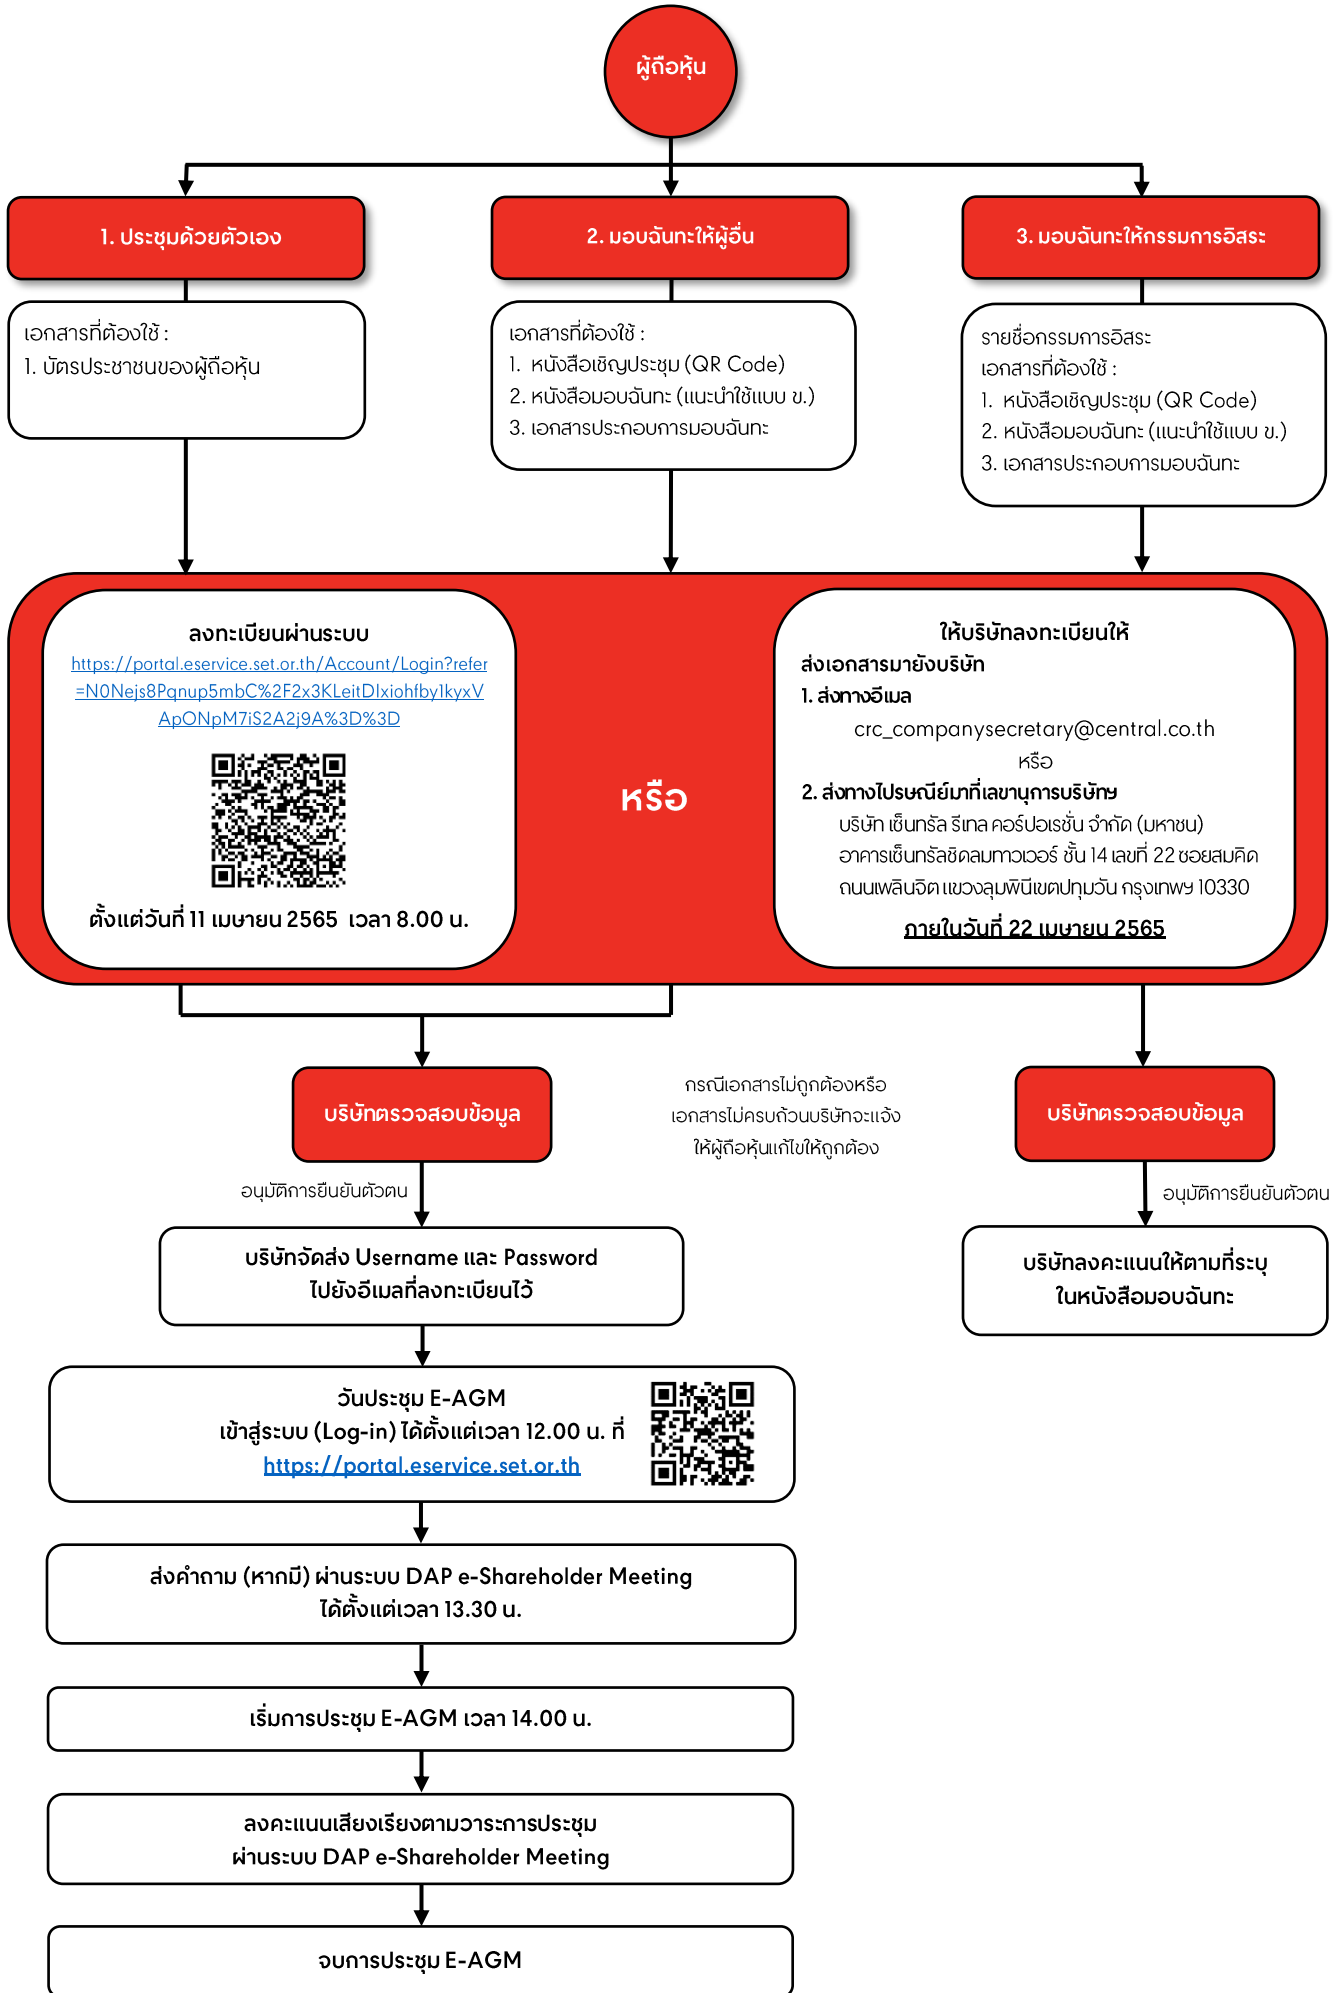 ผู้ถือหุ้น
1. ประชุมด้วยตัวเอง
2. มอบฉันทะให้ผู้อื่น
3. มอบฉันทะให้กรรมการอิสระ
เอกสารที่ต้องใช้ :
1. บัตรประชาชนของผู้ถือหุ้น
เอกสารที่ต้องใช้ :
1. หนังสือเชิญประชุม (QR Code)
2. หนังสือมอบฉันทะ (แนะนำใช้แบบ ข.)
3. เอกสารประกอบการมอบฉันทะ
รายชื่อกรรมการอิสระ
เอกสารที่ต้องใช้ :
1. หนังสือเชิญประชุม (QR Code)
2. หนังสือมอบฉันทะ (แนะนำใช้แบบ ข.)
3. เอกสารประกอบการมอบฉันทะ
ลงทะเบียนผ่านระบบ
https://portal.eservice.set.or.th/Account/Login?refer
=N0Nejs8Pqnup5mbC%2F2x3KLeitDIxiohfby1kyxV
ApONpM7iS2A2j9A%3D%3D
ตั้งแต่วันที่ 11 เมษายน 2565 เวลา 8.00 น.
หรือ
ให้บริษัทลงทะเบียนให้
ส่งเอกสารมายังบริษัท
1. ส่งทางอีเมล
crc_companysecretary@central.co.th
หรือ
2. ส่งทางไปรษณีย์มาที่เลขานุการบริษัทฯ
บริษัท เซ็นทรัล รีเทล คอร์ปอเรชั่น จำกัด (มหาชน)
อาคารเซ็นทรัลชิดลมทาวเวอร์ ชั้น 14 เลขที่ 22 ซอยสมคิด
ถนนเพลินจิต แขวงลุมพินีเขตปทุมวัน กรุงเทพฯ 10330
ภายในวันที่ 22 เมษายน 2565
บริษัทตรวจสอบข้อมูล
กรณีเอกสารไม่ถูกต้องหรือ
เอกสารไม่ครบถ้วนบริษัทจะแจ้ง
ให้ผู้ถือหุ้นแก้ไขให้ถูกต้อง
บริษัทตรวจสอบข้อมูล
อนุมัติการยืนยันตัวตน
อนุมัติการยืนยันตัวตน
บริษัทจัดส่ง Username และ Password
ไปยังอีเมลที่ลงทะเบียนไว้
บริษัทลงคะแนนให้ตามที่ระบุ
ในหนังสือมอบฉันทะ
วันประชุม E-AGM
เข้าสู่ระบบ (Log-in) ได้ตั้งแต่เวลา 12.00 น. ที่
https://portal.eservice.set.or.th
ส่งคำถาม (หากมี) ผ่านระบบ DAP e-Shareholder Meeting
ได้ตั้งแต่เวลา 13.30 น.
เริ่มการประชุม E-AGM เวลา 14.00 น.
ลงคะแนนเสียงเรียงตามวาระการประชุม
ผ่านระบบ DAP e-Shareholder Meeting
จบการประชุม E-AGM